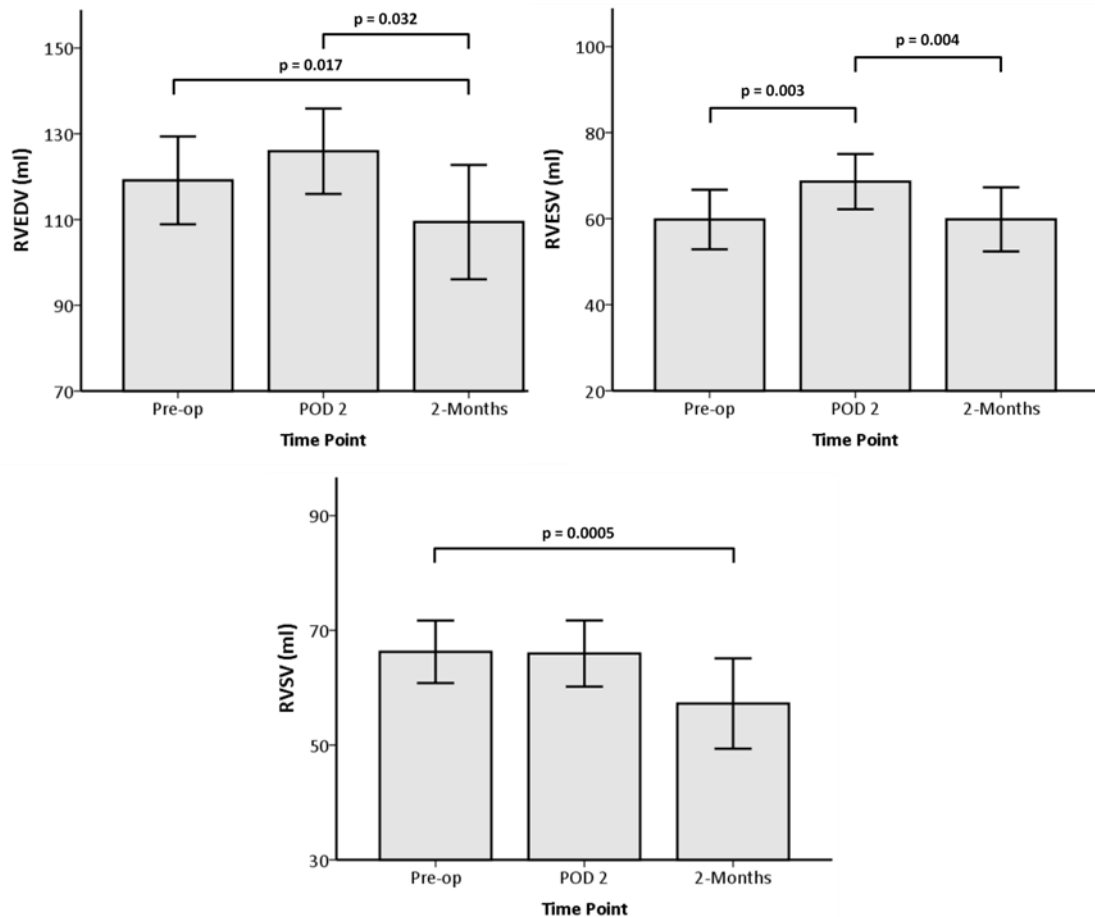 p = 0.032
p = 0.017
150
130
110
90
70
RVEDV (ml)
Pre-op POD 2 2-Months
Time Point
p = 0.004
p = 0.003
100
80
60
40
20
RVESV (ml)
Pre-op POD 2 2-Months
Time Point
p = 0.0005
90
70
50
30
RVSV (ml)
Pre-op POD 2 2-Months
Time Point